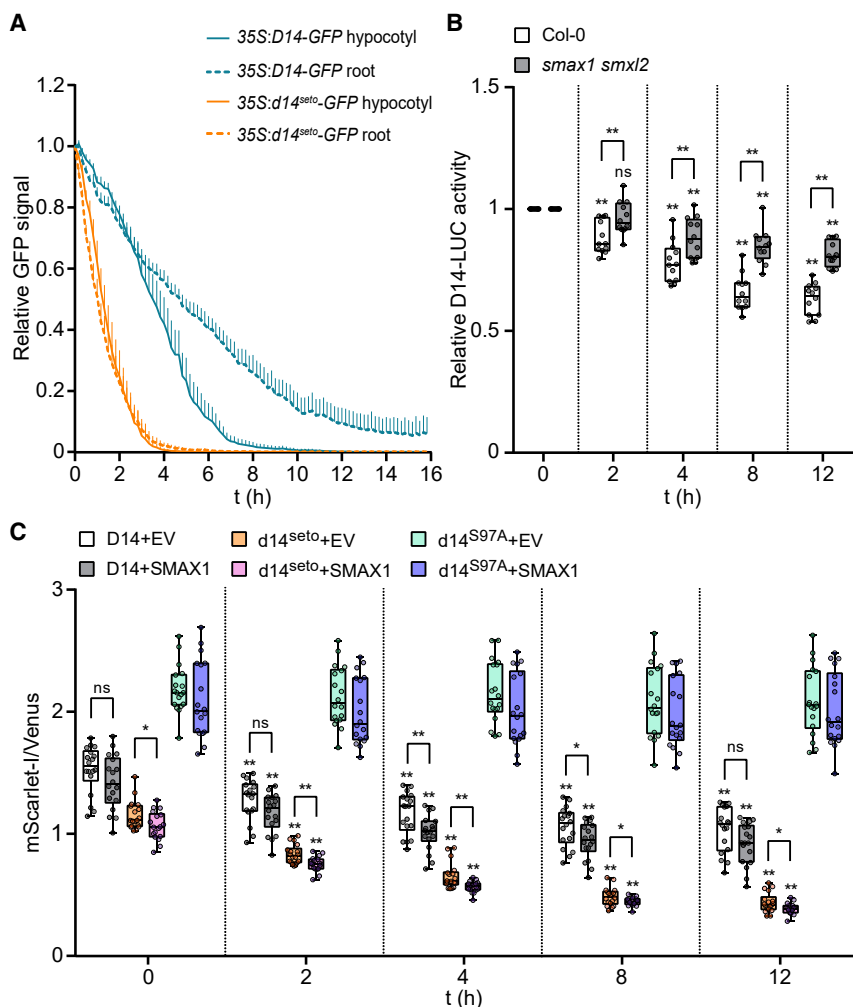 A
35S:D14-GFP hypocotyl
35S:D14-GFP root
35S:d14seto-GFP hypocotyl
35S:d14seto-GFP root
Relative GFP signal
1.2
1.0
0.8
0.6
0.4
0.2
0
0 2 4 6 8 10 12 14 16
t (h)
B
Col-0
smax1 smxl2
Relative D14-LUC activity
1.5
1
0.5
0
** ** ** **
ns ** ** **
** ** ** **
0 2 4 8 12
t (h)
C
D14+EV d14seto+EV d14S97A+EV
D14+SMAX1 d14seto+SMAX1 d14S97A+SMAX1
mScarlet-I/Venus
3
2
1
0
ns * ns ** ** ** * * ns *
** ** ** ** ** ** ** **
** ** ** ** ** ** ** **
0 2 4 8 12
t (h)